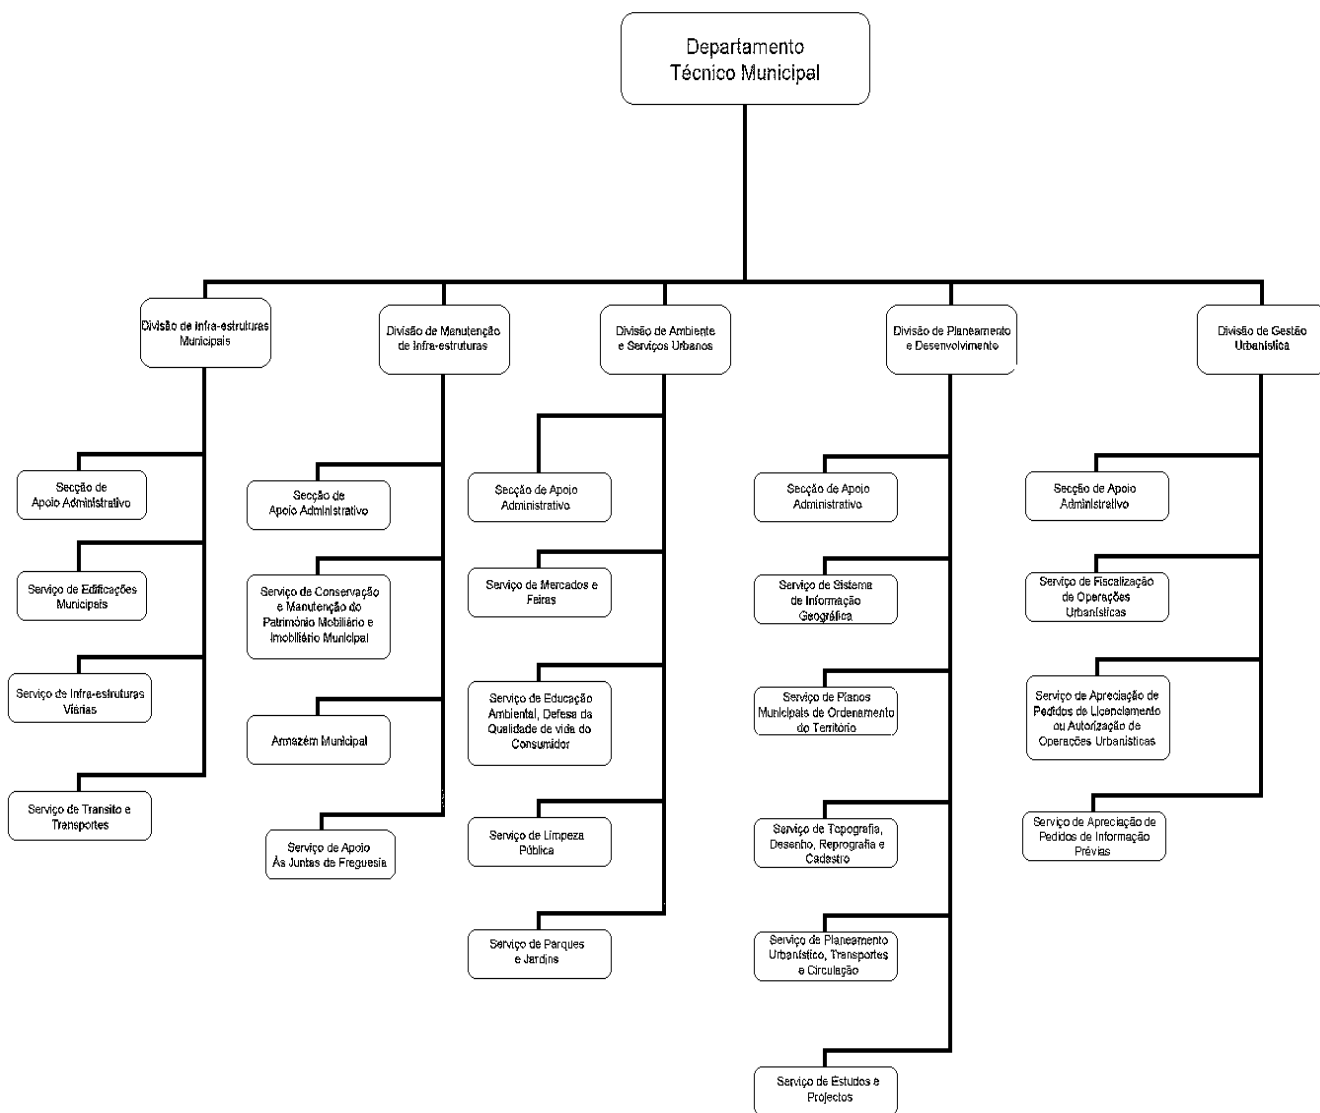 Departamento
Técnico Municipal
Divisão de Infra-estruturas
Municipais
Divisão de Manutenção
de Infra-estruturas
Divisão de Ambiente
e Serviços Urbanos
Divisão de Planeamento
e Desenvolvimento
Divisão de Gestão
Urbanística
Secção de
Apoio Administrativo
Serviço de Edificações
Municipais
Serviço de Infra-estruturas
Viárias
Serviço de Transito e
Transportes
Secção de
Apoio Administrativo
Serviço de Conservação
e Manutenção do
Património Mobiliário e
Imobiliário Municipal
Armazém Municipal
Serviço de Apoio
Às Juntas de Freguesia
Secção de Apoio
Administrativo
Serviço de Mercados e
Feiras
Serviço de Educação
Ambiental, Defesa da
Qualidade de vida do
Consumidor
Serviço de Limpeza
Pública
Serviço de Parques
e Jardins
Secção de Apoio
Administrativo
Serviço de Sistema
de Informação
Geográfica
Serviço de Planos
Municipais de Ordenamento
do Território
Serviço de Topografia,
Desenho, Reprografia e
Cadastro
Serviço de Planeamento
Urbanístico, Transportes
e Circulação
Serviço de Estudos e
Projectos
Secção de Apoio
Administrativo
Serviço de Fiscalização
de Operações
Urbanísticas
Serviço de Apreciação de
Pedidos de Licenciamento
ou Autorização de
Operações Urbanísticas
Serviço de Apreciação de
Pedidos de Informação
Prévias